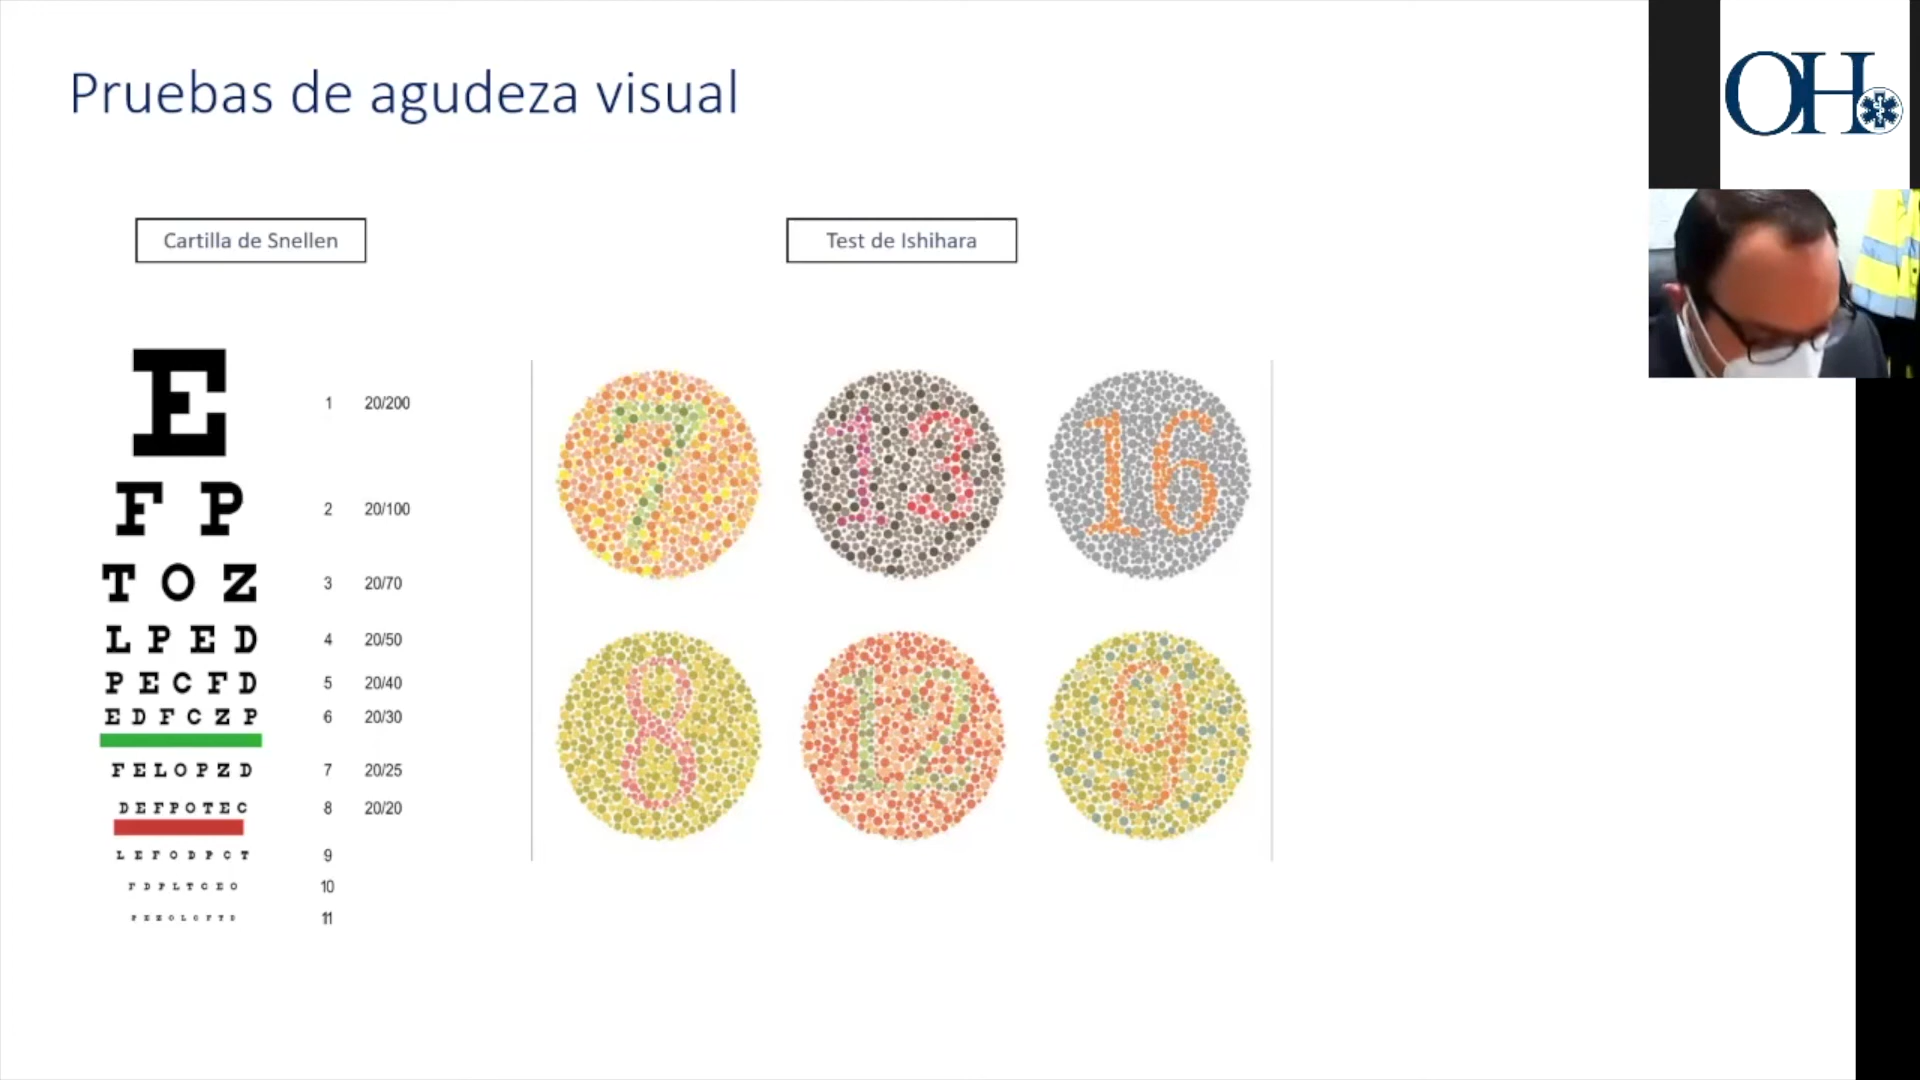 Pruebas de agudeza visual
OH
Cartilla de Snellen
Test de Ishihara
E 1 20/200
F P 2 20/100
T O Z 3 20/70
L P E D 4 20/50
P E C F D 5 20/40
E D F C Z P 6 20/30
F E L O P Z D 7 20/25
D E F P O T E C 8 20/20
L E F O D P C T 9
F D P L T C E O 10
11
7 13 16
8 12 9